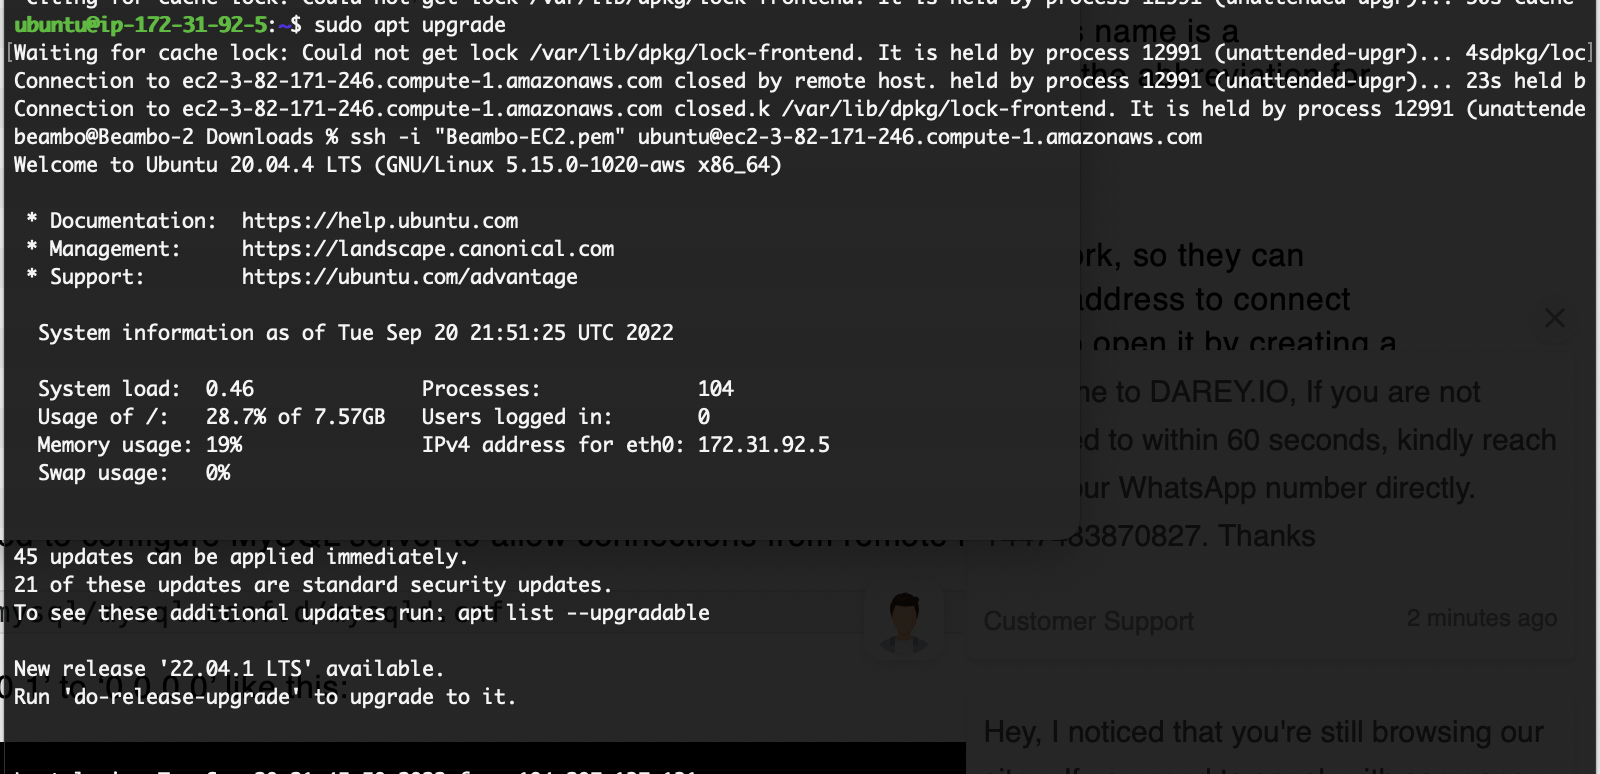 ubuntu@ip-172-31-92-5:~$ sudo apt upgrade
Waiting for cache lock: Could not get lock /var/lib/dpkg/lock-frontend. It is held by process 12991 (unattended-upgr)... 4sdpkg/loc
Connection to ec2-3-82-171-246.compute-1.amazonaws.com closed by remote host. held by process 12991 (unattended-upgr)... 23s held b
Connection to ec2-3-82-171-246.compute-1.amazonaws.com closed.k /var/lib/dpkg/lock-frontend. It is held by process 12991 (unattende
beambo@Beambo-2 Downloads % ssh -i "Beambo-EC2.pem" ubuntu@ec2-3-82-171-246.compute-1.amazonaws.com
Welcome to Ubuntu 20.04.4 LTS (GNU/Linux 5.15.0-1020-aws x86_64)
* Documentation: https://help.ubuntu.com
* Management: https://landscape.canonical.com
* Support: https://ubuntu.com/advantage
System information as of Tue Sep 20 21:51:25 UTC 2022
System load: 0.46 Processes: 104
Usage of /: 28.7% of 7.57GB Users logged in: 0
Memory usage: 19% IPv4 address for eth0: 172.31.92.5
Swap usage: 0%
45 updates can be applied immediately.
21 of these updates are standard security updates.
To see these additional updates run: apt list --upgradable
New release '22.04.1 LTS' available.
Run 'do-release-upgrade' to upgrade to it.
name is a
the abbreviation for
ork, so they can
address to connect
open it by creating a
me to DAREY.IO, If you are not
ed to within 60 seconds, kindly reach
our WhatsApp number directly.
83870827. Thanks
Customer Support 2 minutes ago
Hey, I noticed that you're still browsing our